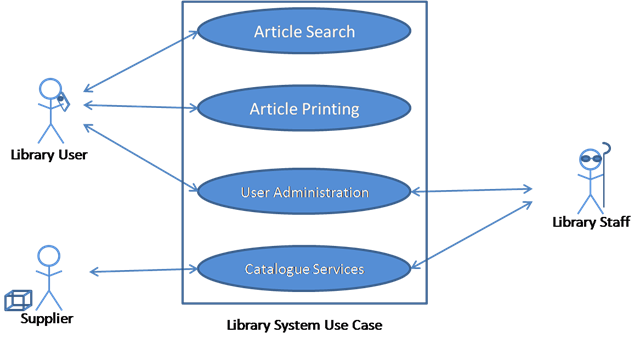 Article Search
Article Printing
Library User
User Administration
Library Staff
Catalogue Services
Supplier
Library System Use Case